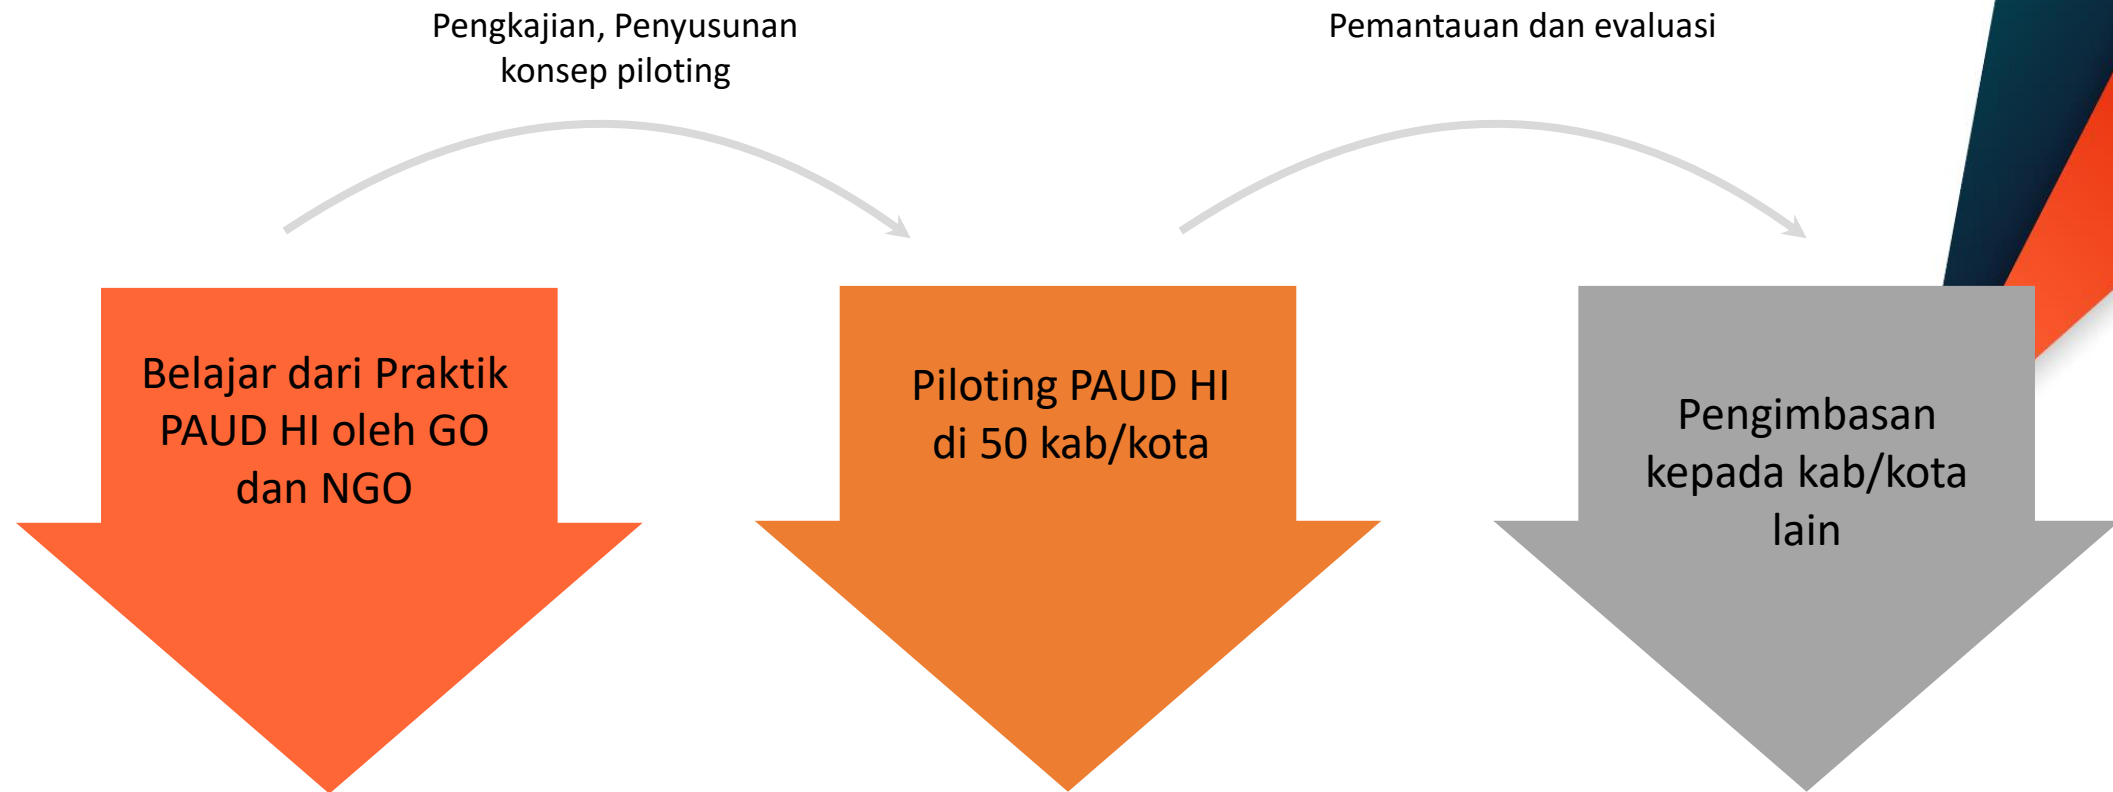 Pengkajian, Penyusunan
konsep piloting
Pemantauan dan evaluasi
Belajar dari Praktik
PAUD HI oleh GO
dan NGO
Piloting PAUD HI
di 50 kab/kota
Pengimbasan
kepada kab/kota
lain